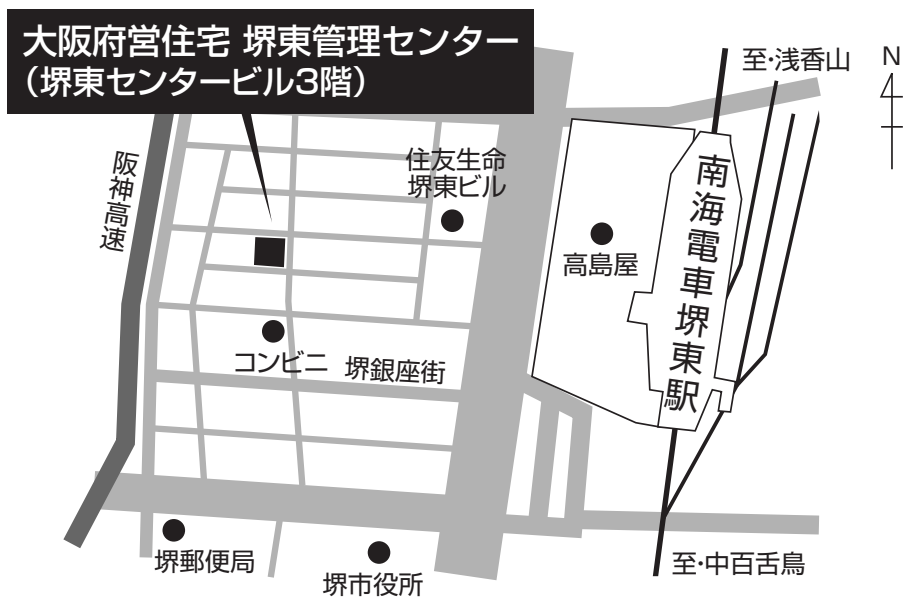 大阪府営住宅 堺東管理センター
（堺東センタービル3階）
至・浅香山
N
阪神高速
住友生命
堺東ビル
高島屋
南海電車堺東駅
コンビニ
堺銀座街
堺郵便局
堺市役所
至・中百舌鳥